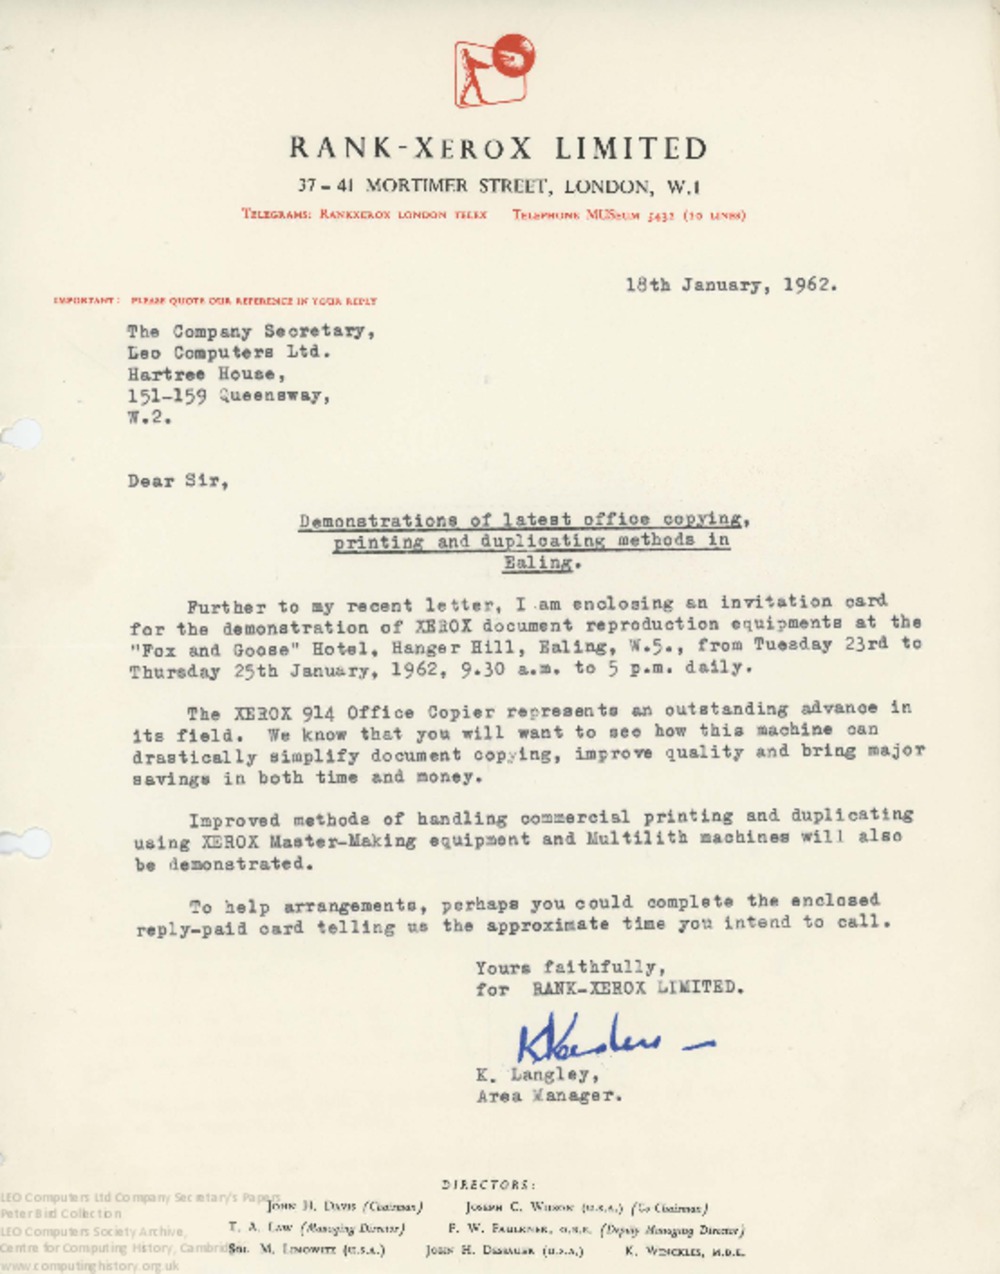 RANK-XEROX LIMITED
37 – 41 MORTIMER STREET, LONDON, W.1
TELEGRAMS: RANKXEROX LONDON TELEX TELEPHONE MUSEUM 5432 (10 LINES)
18th January, 1962.
IMPORTANT: PLEASE QUOTE OUR REFERENCE IN YOUR REPLY
The Company Secretary,
Leo Computers Ltd.
Hartree House,
151-159 Queensway,
W.2.
Dear Sir,
Demonstrations of latest office copying,
printing and duplicating methods in
Ealing.
Further to my recent letter, I am enclosing an invitation card
for the demonstration of XEROX document reproduction equipments at the
"Fox and Goose" Hotel, Hanger Hill, Ealing, W.5., from Tuesday 23rd to
Thursday 25th January, 1962, 9.30 a.m. to 5 p.m. daily.
The XEROX 914 Office Copier represents an outstanding advance in
its field. We know that you will want to see how this machine can
drastically simplify document copying, improve quality and bring major
savings in both time and money.
Improved methods of handling commercial printing and duplicating
using XEROX Master-Making equipment and Multilith machines will also
be demonstrated.
To help arrangements, perhaps you could complete the enclosed
reply-paid card telling us the approximate time you intend to call.
Yours faithfully,
for RANK-XEROX LIMITED.
K. Langley,
Area Manager.
DIRECTORS:
JOHN H. DAVIS (Chairman) JOSEPH C. WILSON (U.S.A.) (Co Chairman)
T. A. LAW (Managing Director) F. W. FAULKNER, O.B.E. (Deputy Managing Director)
SOL M. LINOWITZ (U.S.A.) JOHN H. DESSAUER (U.S.A.) K. WINCKLES, M.B.E.
LEO Computers Ltd Company Secretary's Papers
Peter Bird Collection
LEO Computers Society Archive,
Centre for Computing History, Cambridge
www.computinghistory.org.uk